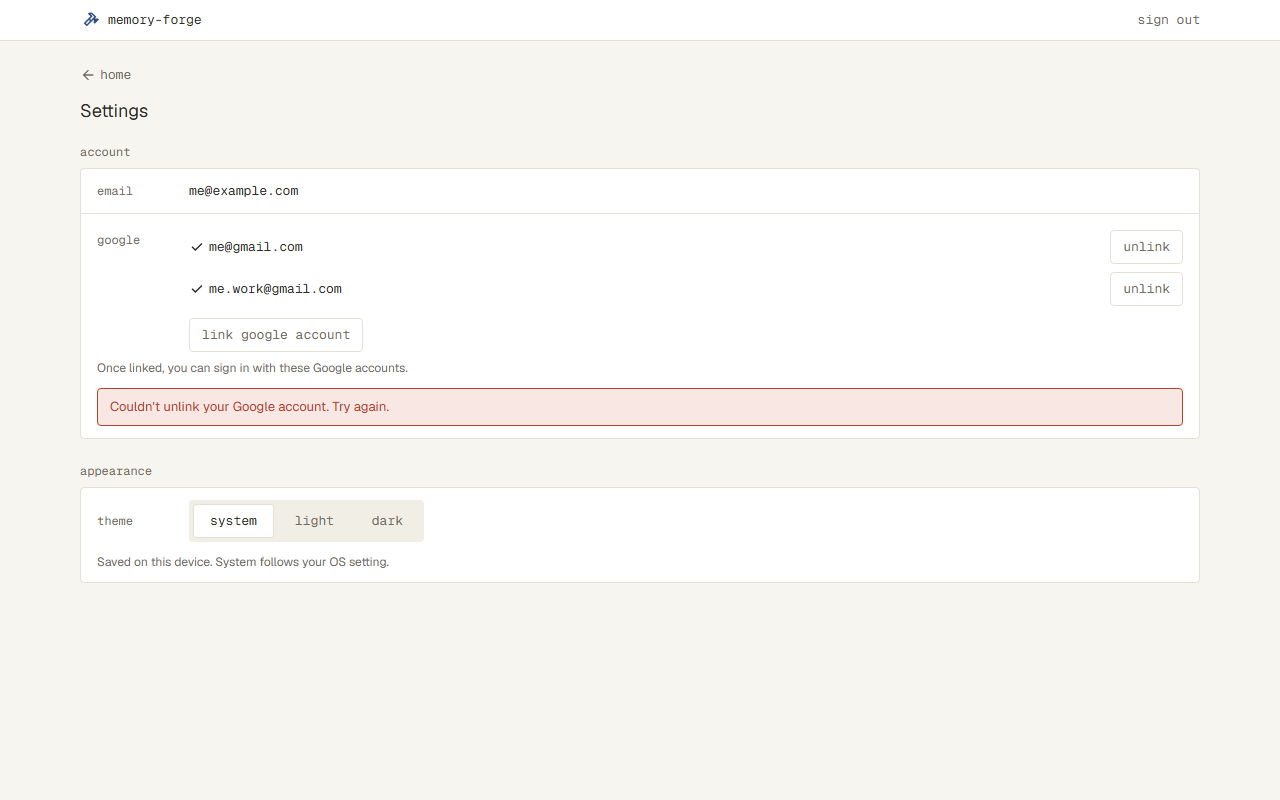 memory-forge
sign out
home
Settings
account
email me@example.com
google me@gmail.com unlink
me.work@gmail.com unlink
link google account
Once linked, you can sign in with these Google accounts.
Couldn't unlink your Google account. Try again.
appearance
theme system light dark
Saved on this device. System follows your OS setting.